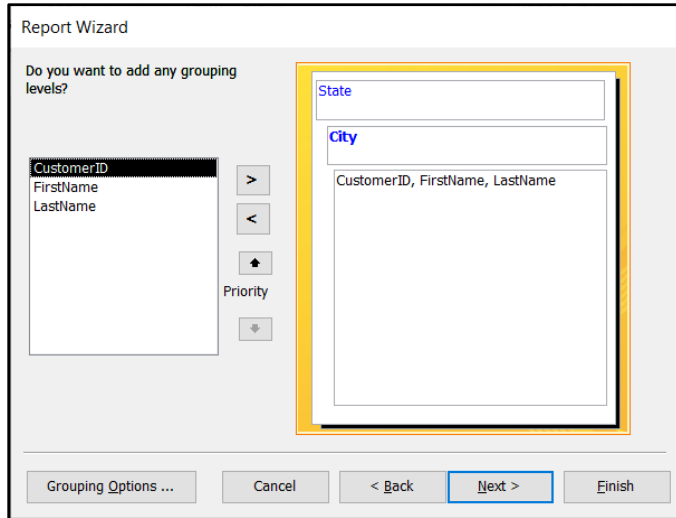 Report Wizard
Do you want to add any grouping
levels?
CustomerID
FirstName
LastName
>
<
Priority
State
City
CustomerID, FirstName, LastName
Grouping Options ...
Cancel
< Back
Next >
Finish